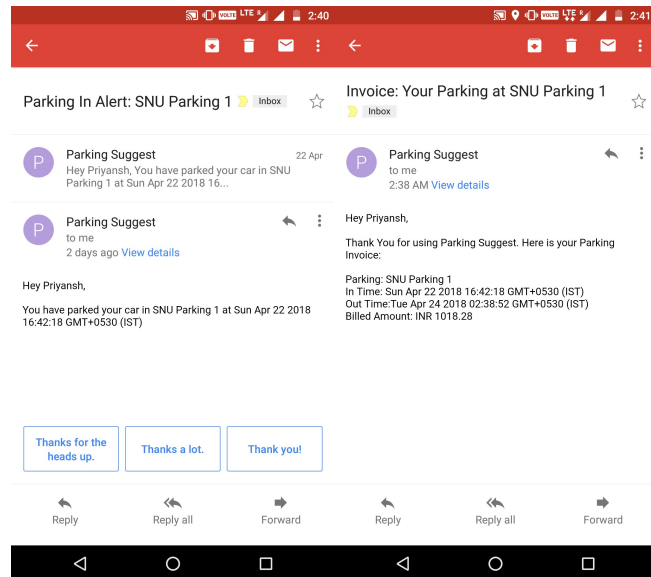 VOLTE LTE R 2:40
Parking In Alert: SNU Parking 1 Inbox
P
Parking Suggest 22 Apr
Hey Priyansh, You have parked your car in SNU
Parking 1 at Sun Apr 22 2018 16...
P
Parking Suggest
to me
2 days ago View details
Hey Priyansh,
You have parked your car in SNU Parking 1 at Sun Apr 22 2018
16:42:18 GMT+0530 (IST)
Thanks for the
heads up.
Thanks a lot.
Thank you!
Reply Reply all Forward
VOLTE LTE R 2:41
Invoice: Your Parking at SNU Parking 1
Inbox
P
Parking Suggest
to me
2:38 AM View details
Hey Priyansh,
Thank You for using Parking Suggest. Here is your Parking
Invoice:
Parking: SNU Parking 1
In Time: Sun Apr 22 2018 16:42:18 GMT+0530 (IST)
Out Time:Tue Apr 24 2018 02:38:52 GMT+0530 (IST)
Billed Amount: INR 1018.28
Reply Reply all Forward